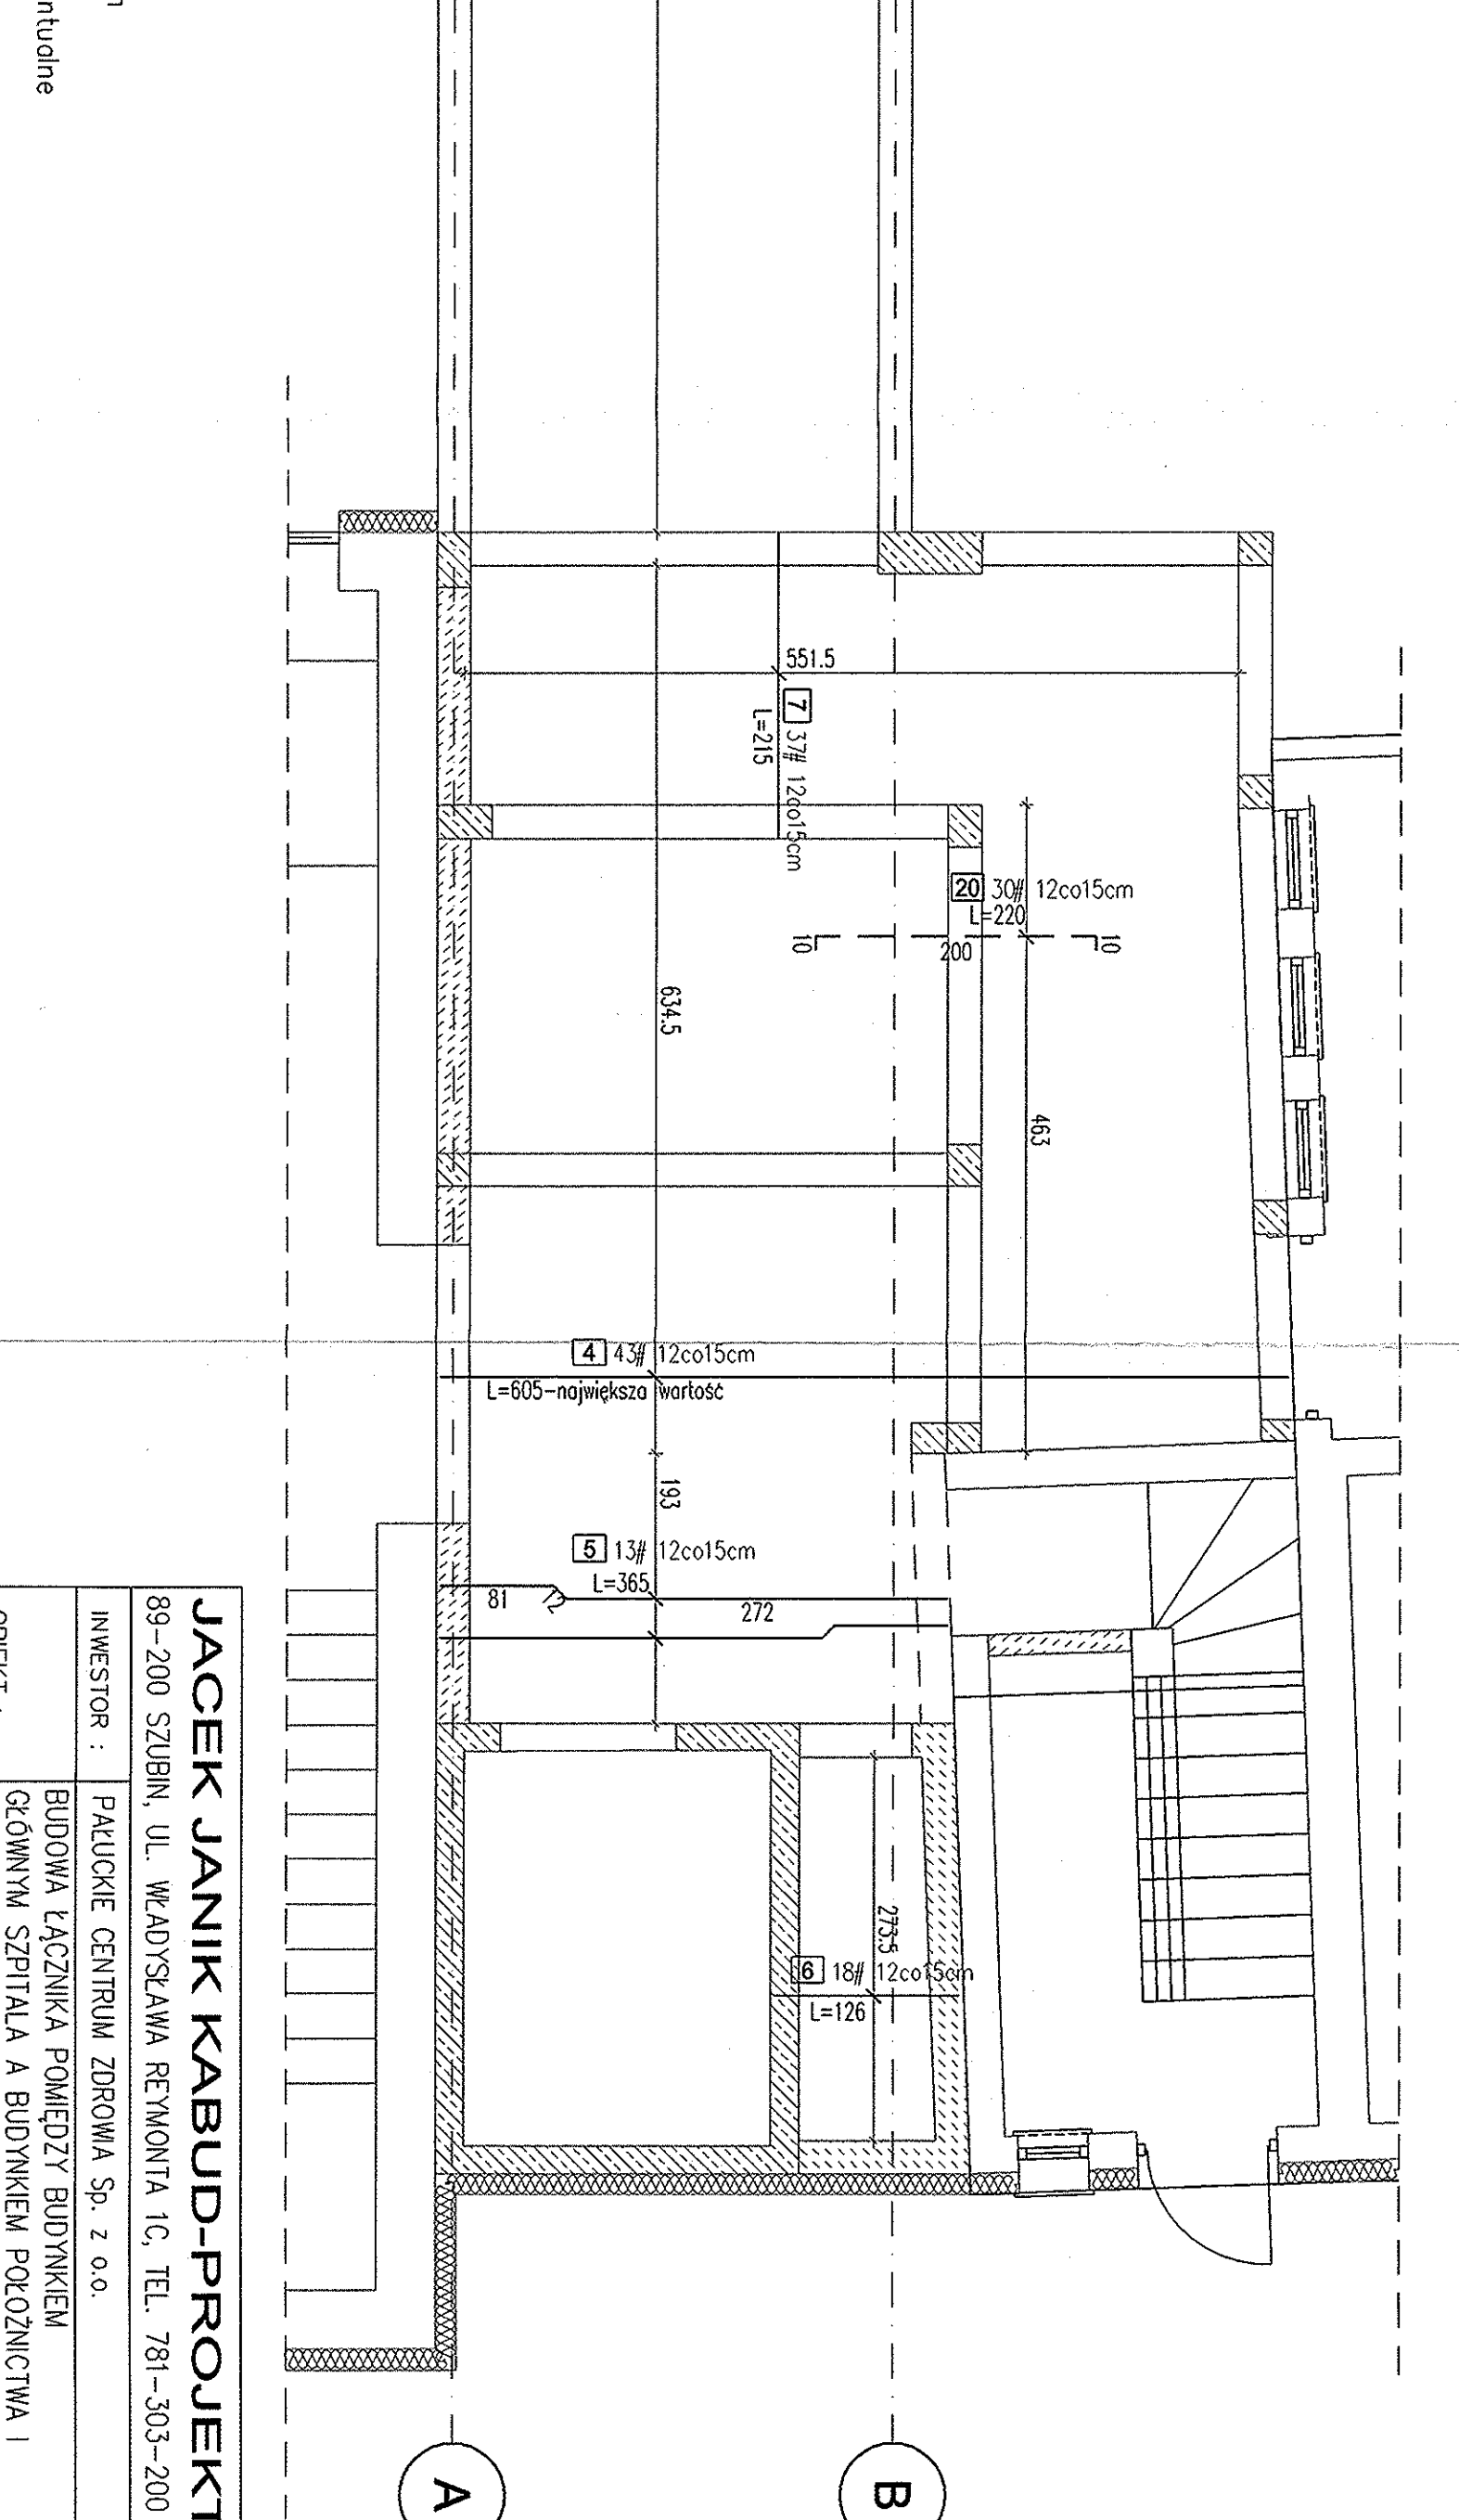 ntualne
551.5
7 37# 12co15cm
L=215
20 30# 12co15cm
L=220
10 200 10
634.5
463
4 43# 12co15cm
L=605-największa wartość
193
5 13# 12co15cm
L=365
81 12 272
273.5
6 18# 12co15cm
L=126
A
B
JACEK JANIK KABUD-PROJEKT
89-200 SZUBIN, UL. WŁADYSŁAWA REYMONTA 1C, TEL. 781-303-200
INWESTOR : PAŁUCKIE CENTRUM ZDROWIA Sp. z o.o.
BUDOWA ŁĄCZNIKA POMIĘDZY BUDYNKIEM
GŁÓWNYM SZPITALA A BUDYNKIEM POŁOŻNICTWA I